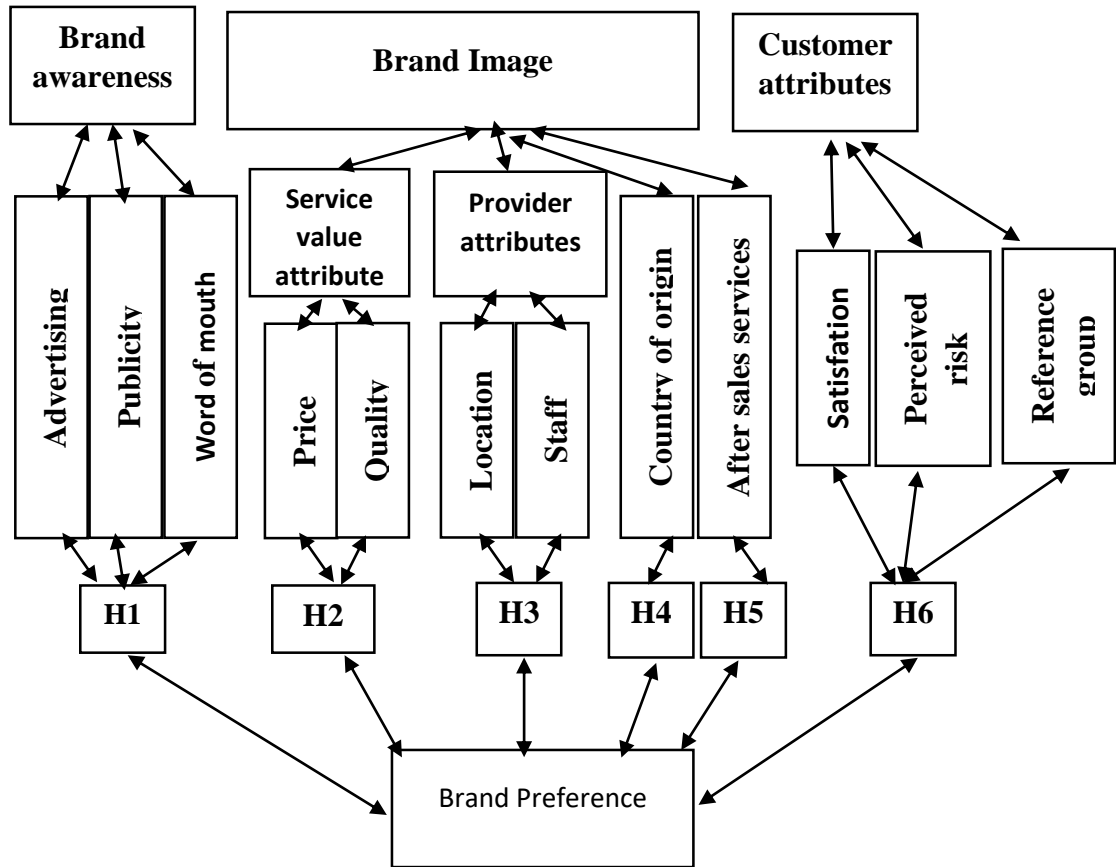 Brand
awareness
Brand Image
Customer
attributes
Service
value
attribute
Provider
attributes
Advertising
Publicity
Word of mouth
Price
Quality
Location
Staff
Country of origin
After sales services
Satisfation
Perceived
risk
Reference
group
H1
H2
H3
H4
H5
H6
Brand Preference